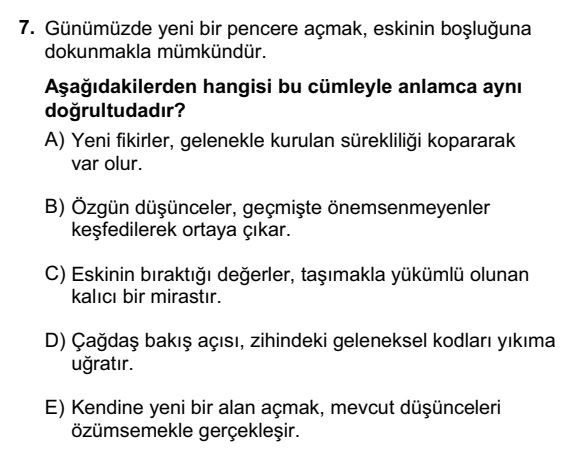 7. Günümüzde yeni bir pencere açmak, eskinin boşluğuna
dokunmakla mümkündür.
Aşağıdakilerden hangisi bu cümleyle anlamca aynı
doğrultudadır?
A) Yeni fikirler, gelenekle kurulan sürekliliği kopararak
var olur.
B) Özgün düşünceler, geçmişte önemsenmeyenler
keşfedilerek ortaya çıkar.
C) Eskinin bıraktığı değerler, taşımakla yükümlü olunan
kalıcı bir mirastır.
D) Çağdaş bakış açısı, zihindeki geleneksel kodları yıkıma
uğratır.
E) Kendine yeni bir alan açmak, mevcut düşünceleri
özümsemekle gerçekleşir.